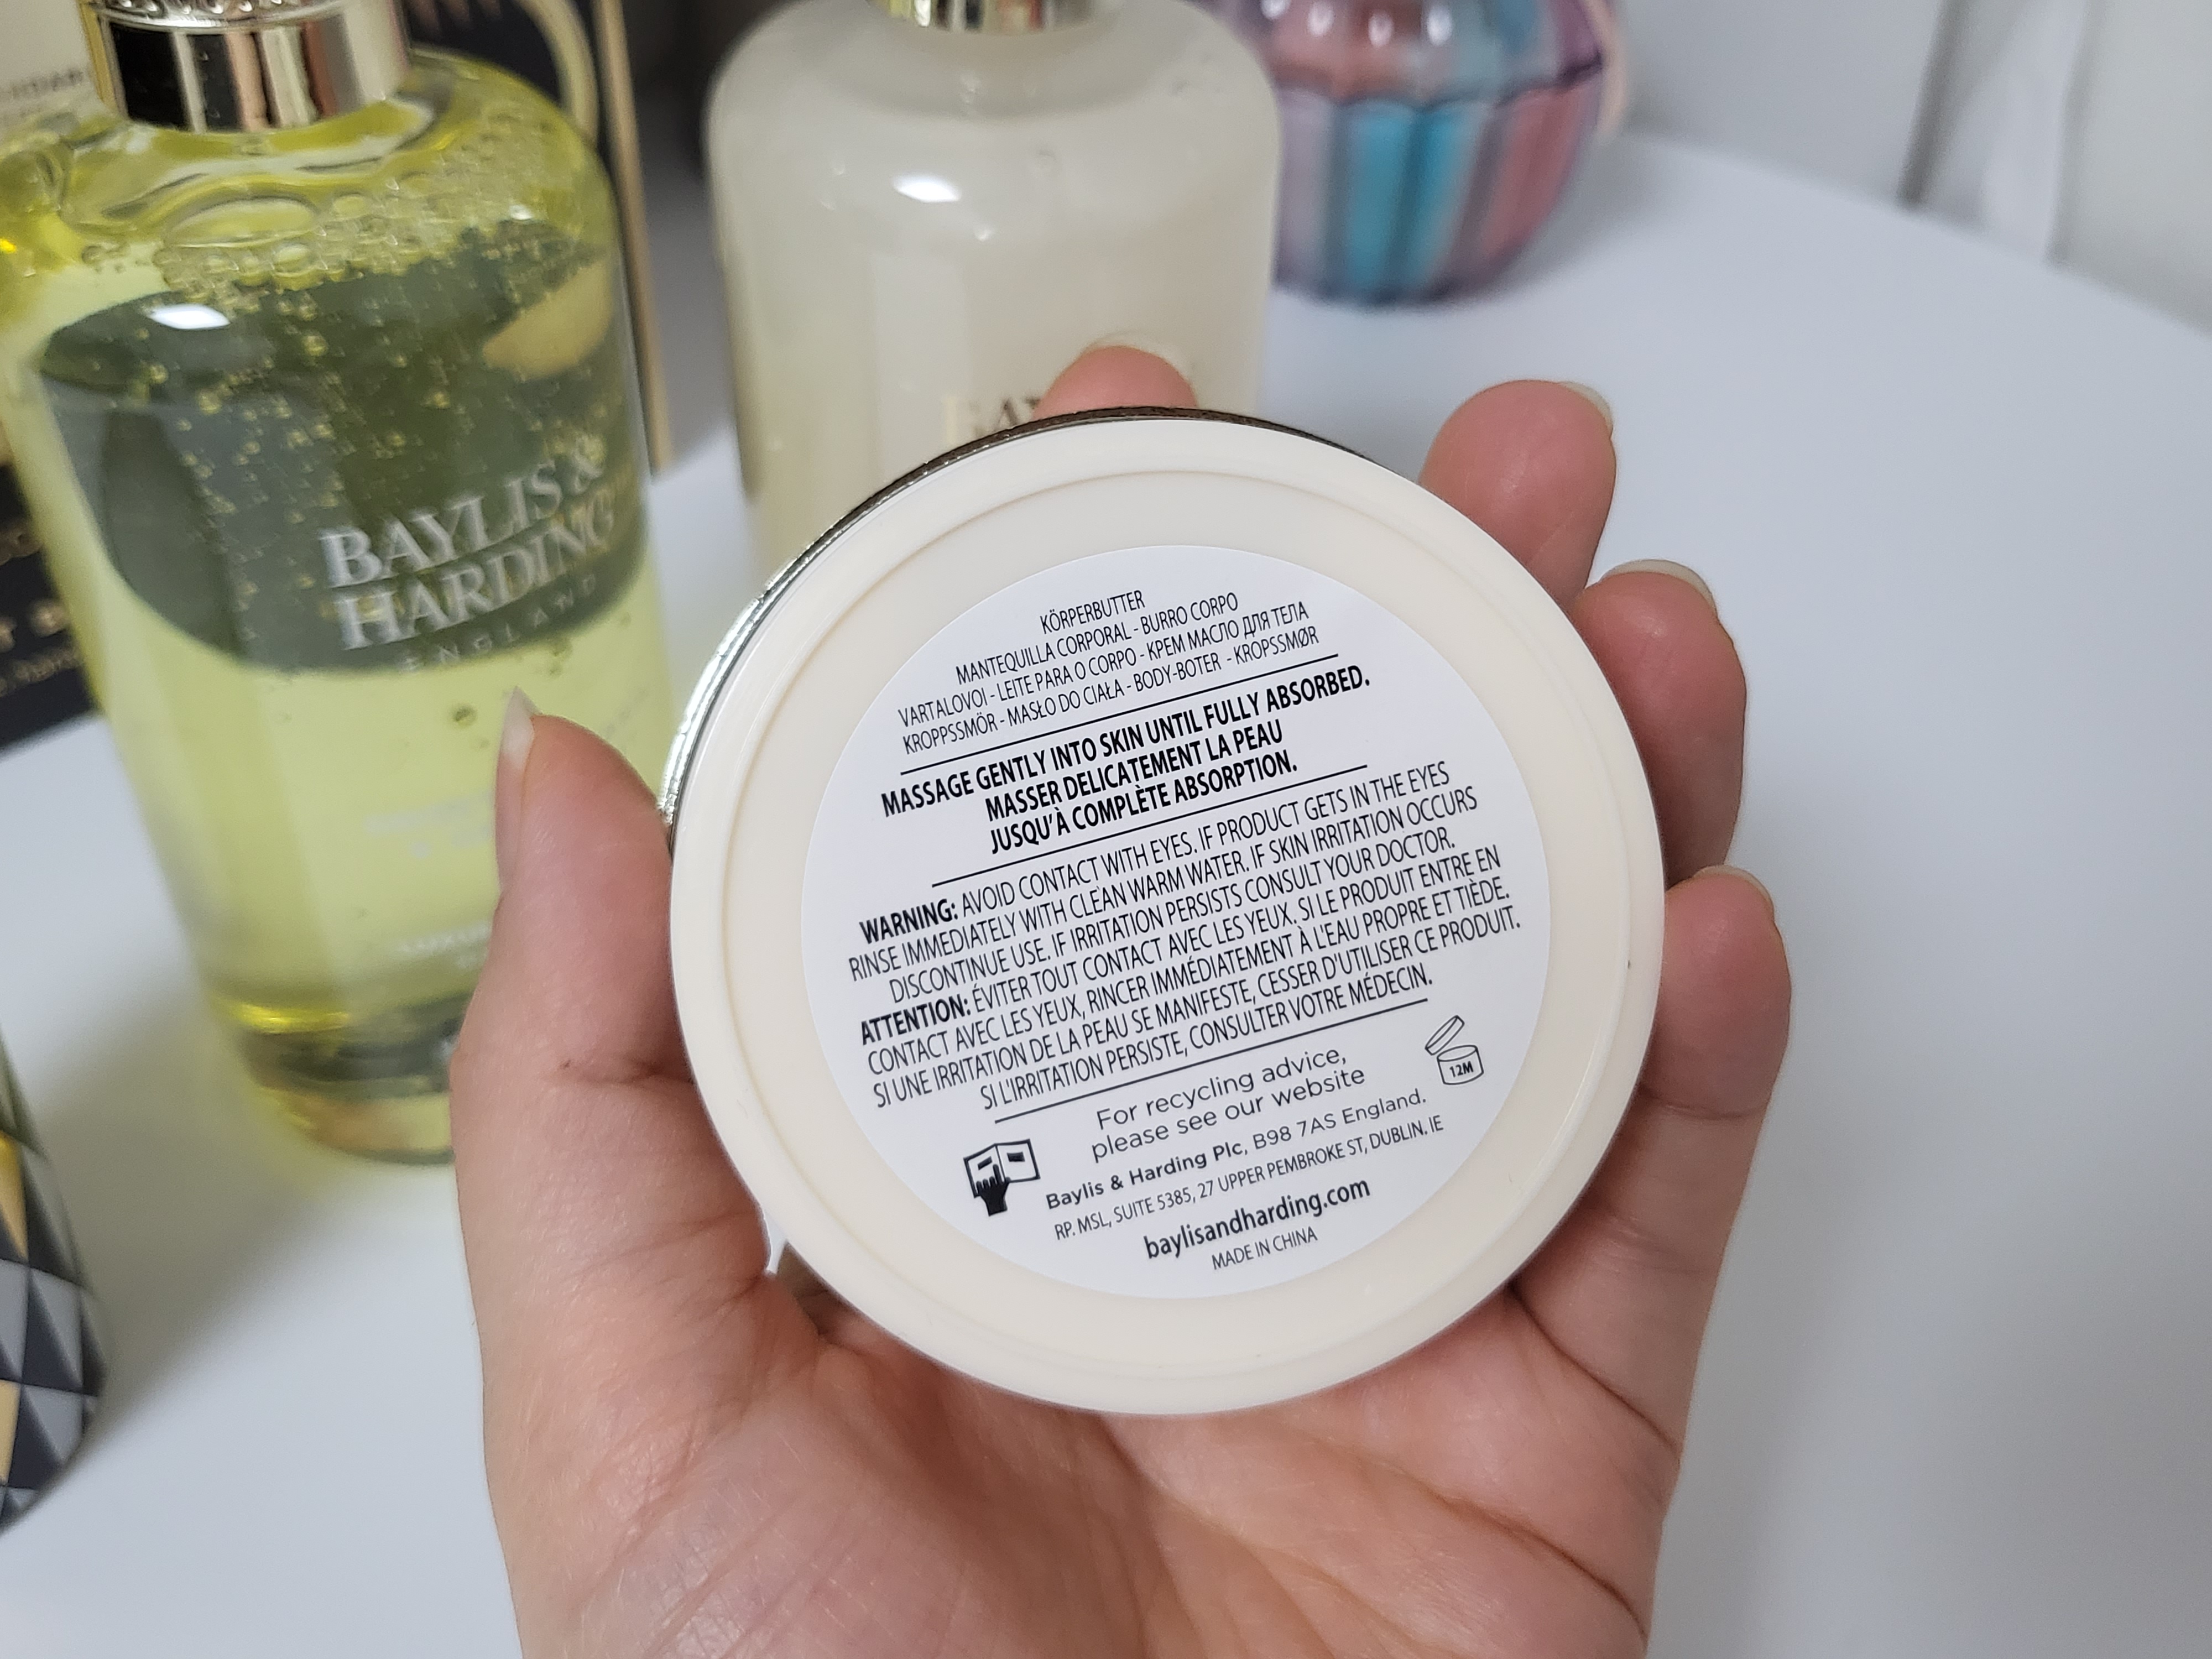 BAYLIS &
HARDING
ENGLAND
KÖRPERBUTTER
MANTEQUILLA CORPORAL - BURRO CORPO
VARTALOVOI - LEITE PARA O CORPO - КРЕМ МАСЛО ДЛЯ ТЕЛА
KROPPSSMÖR - MASŁO DO CIAŁA - BODY-BOTER - KROPSSMØR
MASSAGE GENTLY INTO SKIN UNTIL FULLY ABSORBED.
MASSER DELICATEMENT LA PEAU
JUSQU'À COMPLÈTE ABSORPTION.
WARNING: AVOID CONTACT WITH EYES. IF PRODUCT GETS IN THE EYES
RINSE IMMEDIATELY WITH CLEAN WARM WATER. IF SKIN IRRITATION OCCURS
DISCONTINUE USE. IF IRRITATION PERSISTS CONSULT YOUR DOCTOR.
ATTENTION: ÉVITER TOUT CONTACT AVEC LES YEUX. SI LE PRODUIT ENTRE EN
CONTACT AVEC LES YEUX, RINCER IMMÉDIATEMENT À L'EAU PROPRE ET TIÈDE.
SI UNE IRRITATION DE LA PEAU SE MANIFESTE, CESSER D'UTILISER CE PRODUIT.
SI L'IRRITATION PERSISTE, CONSULTER VOTRE MÉDECIN.
12M
For recycling advice,
please see our website
Baylis & Harding Plc, B98 7AS England.
RP. MSL, SUITE 5385, 27 UPPER PEMBROKE ST, DUBLIN. IE
baylisandharding.com
MADE IN CHINA